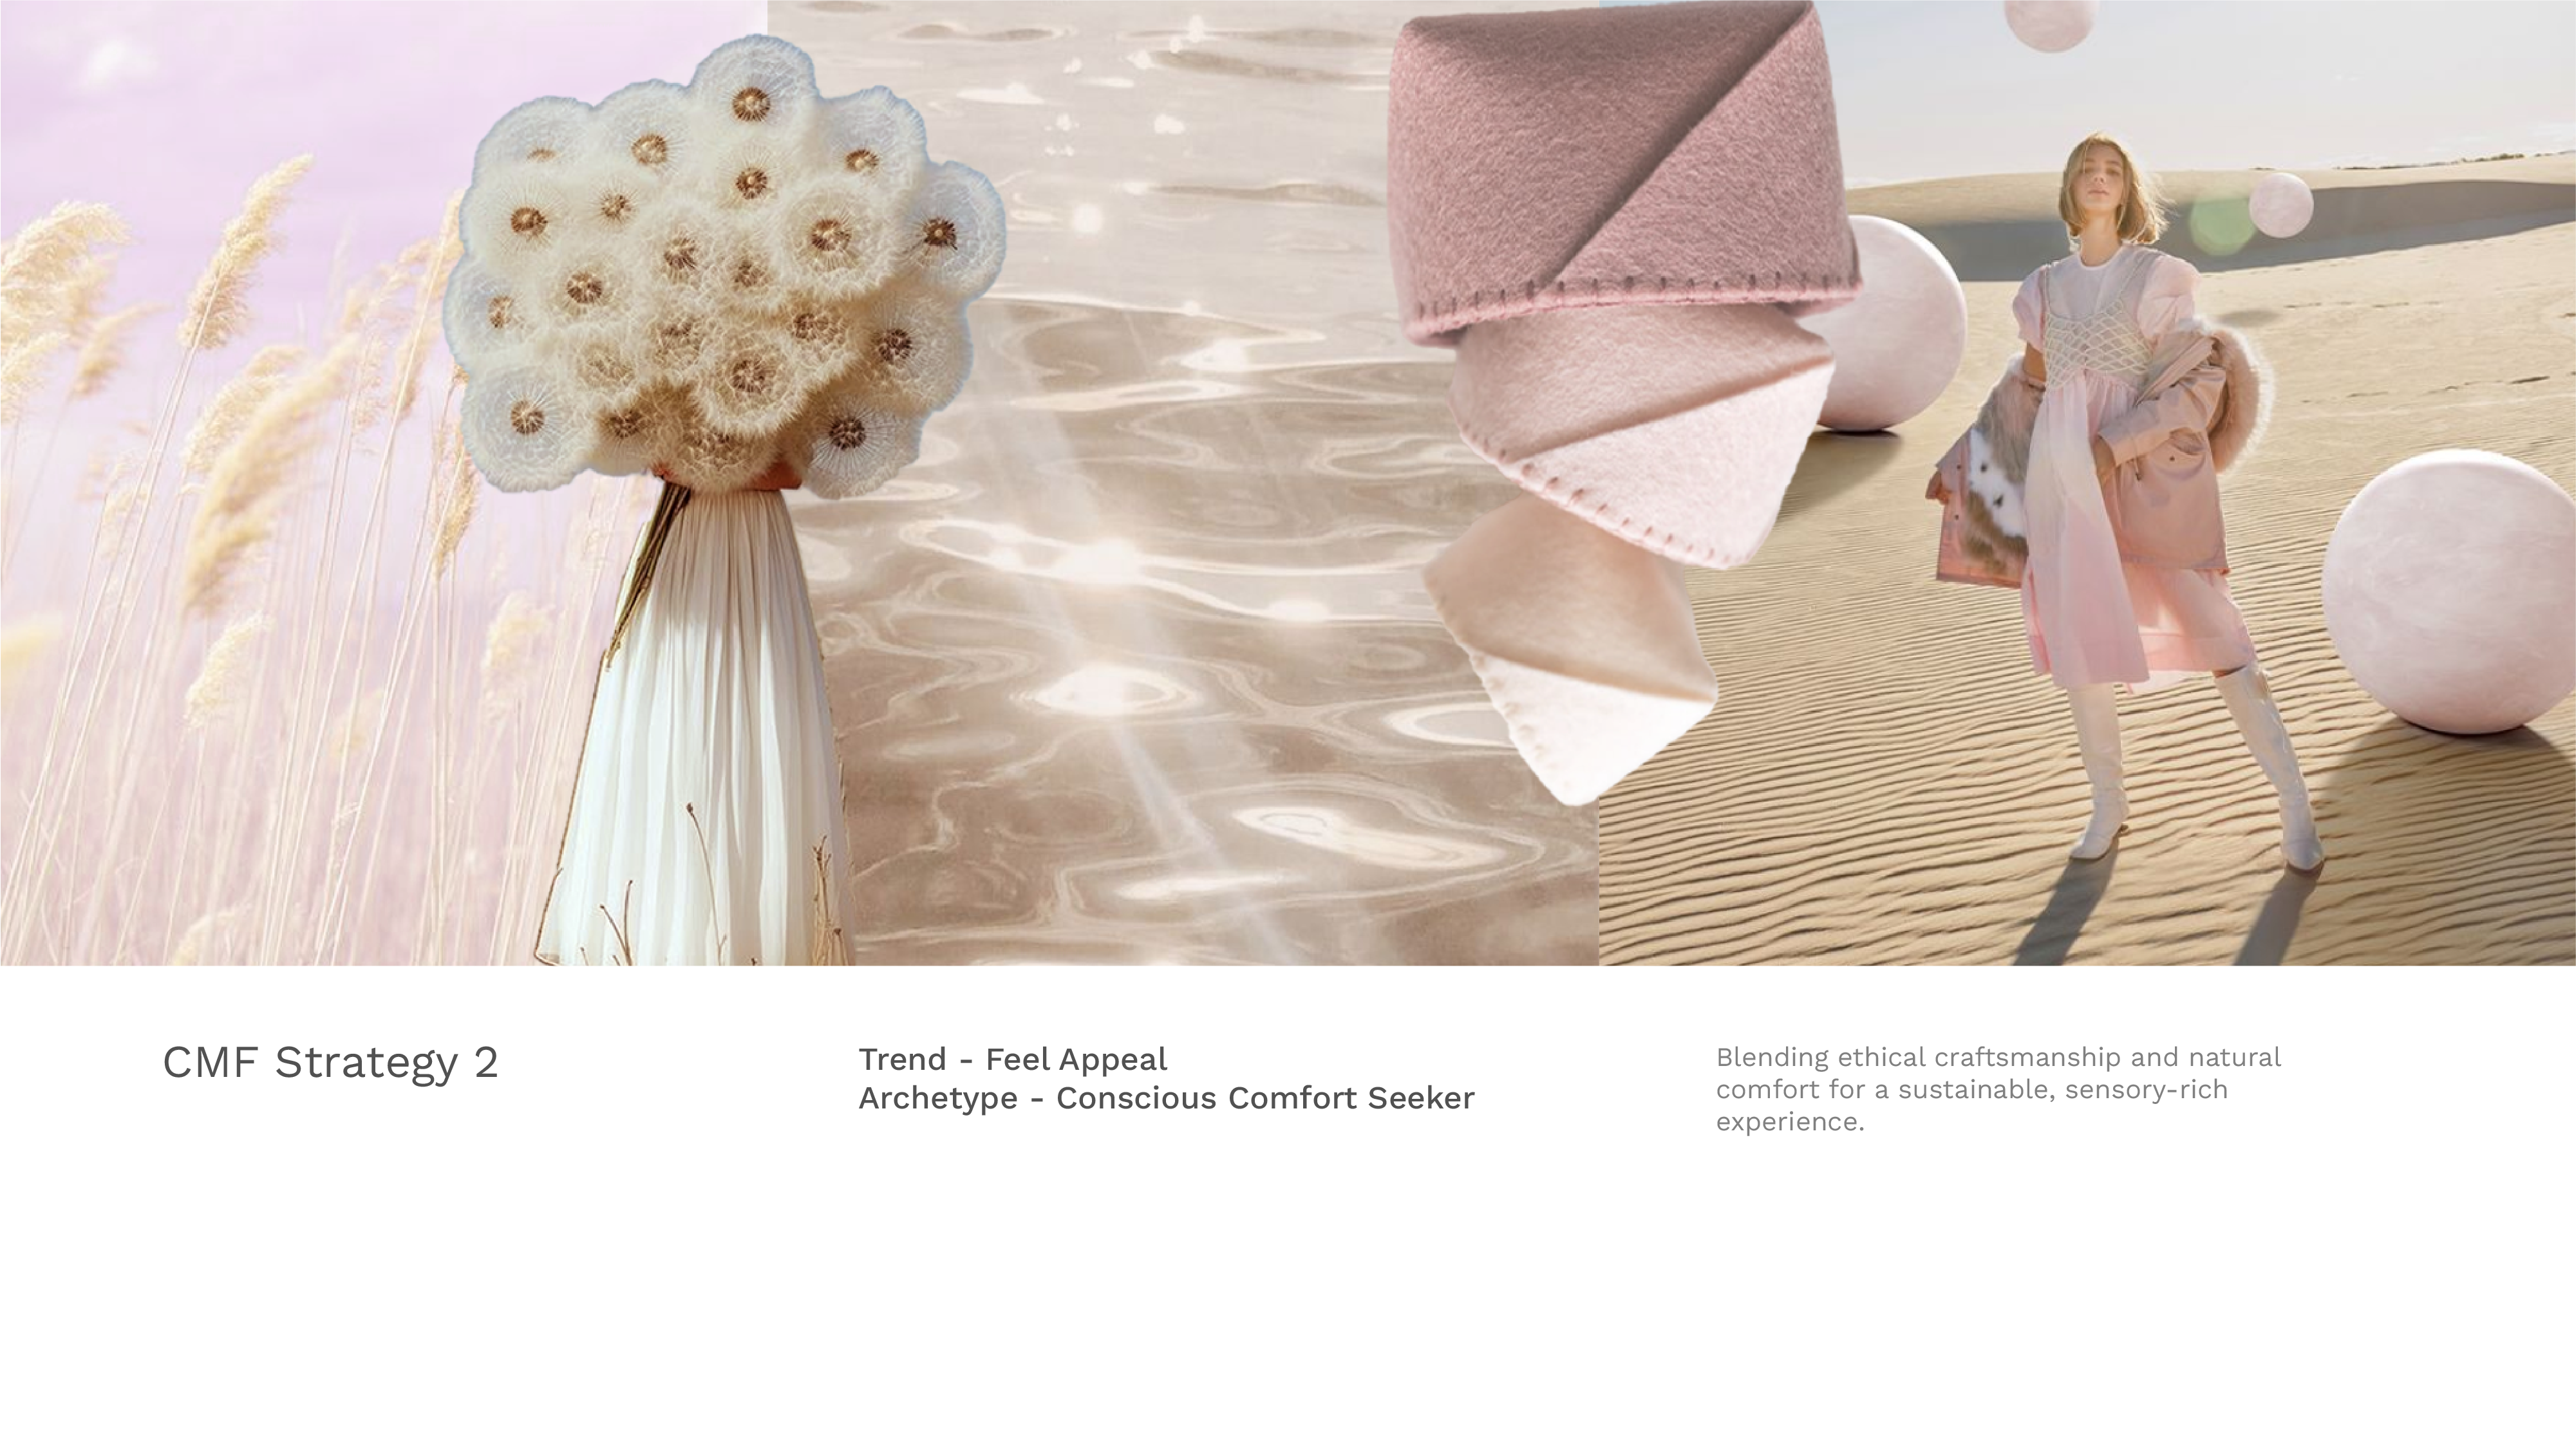 CMF Strategy 2
Trend - Feel Appeal
Archetype - Conscious Comfort Seeker
Blending ethical craftsmanship and natural
comfort for a sustainable, sensory-rich
experience.